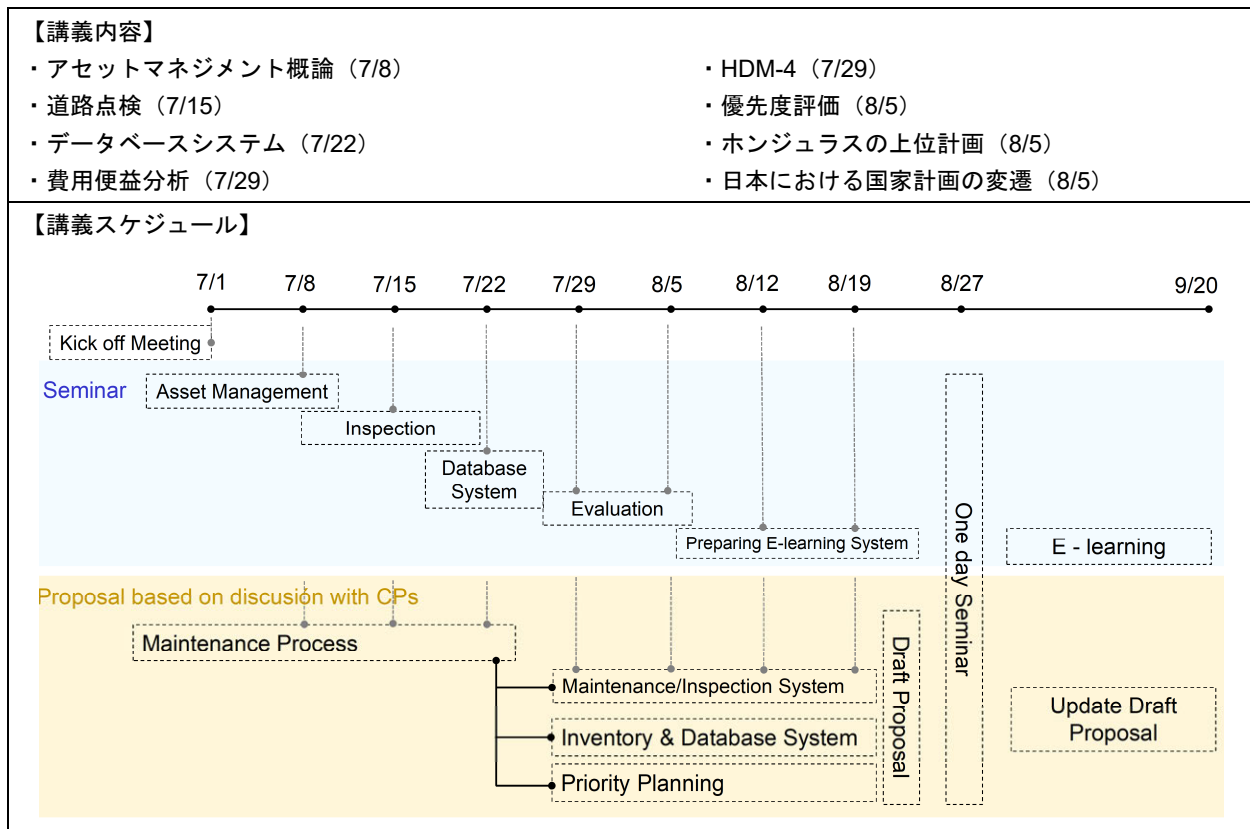 【講義内容】
・アセットマネジメント概論（7/8）
・道路点検（7/15）
・データベースシステム（7/22）
・費用便益分析（7/29）
・HDM-4（7/29）
・優先度評価（8/5）
・ホンジュラスの上位計画（8/5）
・日本における国家計画の変遷（8/5）
【講義スケジュール】
7/1 7/8 7/15 7/22 7/29 8/5 8/12 8/19 8/27 9/20
Kick off Meeting
Seminar
Asset Management
Inspection
Database
System
Evaluation
Preparing E-learning System
One day Seminar
E - learning
Proposal based on discusión with CPs
Maintenance Process
Maintenance/Inspection System
Inventory & Database System
Priority Planning
Draft Proposal
Update Draft
Proposal